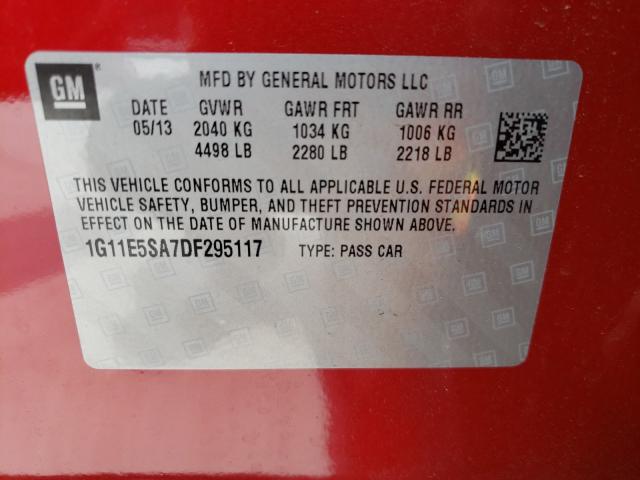 GM ®
MFD BY GENERAL MOTORS LLC
DATE GVWR GAWR FRT GAWR RR
05/13 2040 KG 1034 KG 1006 KG
4498 LB 2280 LB 2218 LB
THIS VEHICLE CONFORMS TO ALL APPLICABLE U.S. FEDERAL MOTOR
VEHICLE SAFETY, BUMPER, AND THEFT PREVENTION STANDARDS IN
EFFECT ON THE DATE OF MANUFACTURE SHOWN ABOVE.
1G11E5SA7DF295117 TYPE: PASS CAR